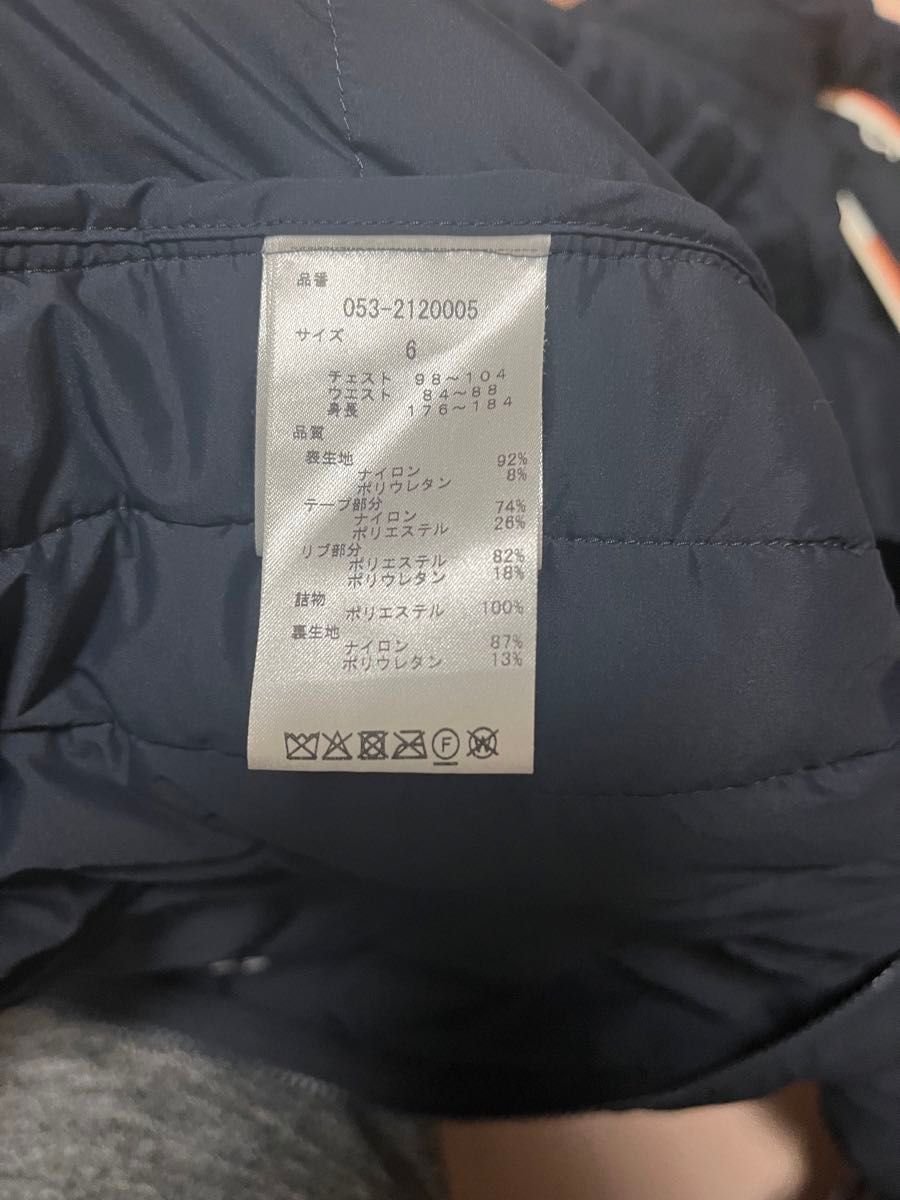 品番
053-2120005
サイズ
6
チェスト 98～104
ウエスト 84～88
身長 176～184
品質
表生地
ナイロン 92%
ポリウレタン 8%
テープ部分
ナイロン 74%
ポリエステル 26%
リブ部分
ポリエステル 82%
ポリウレタン 18%
詰物
ポリエステル 100%
裏生地
ナイロン 87%
ポリウレタン 13%
F W